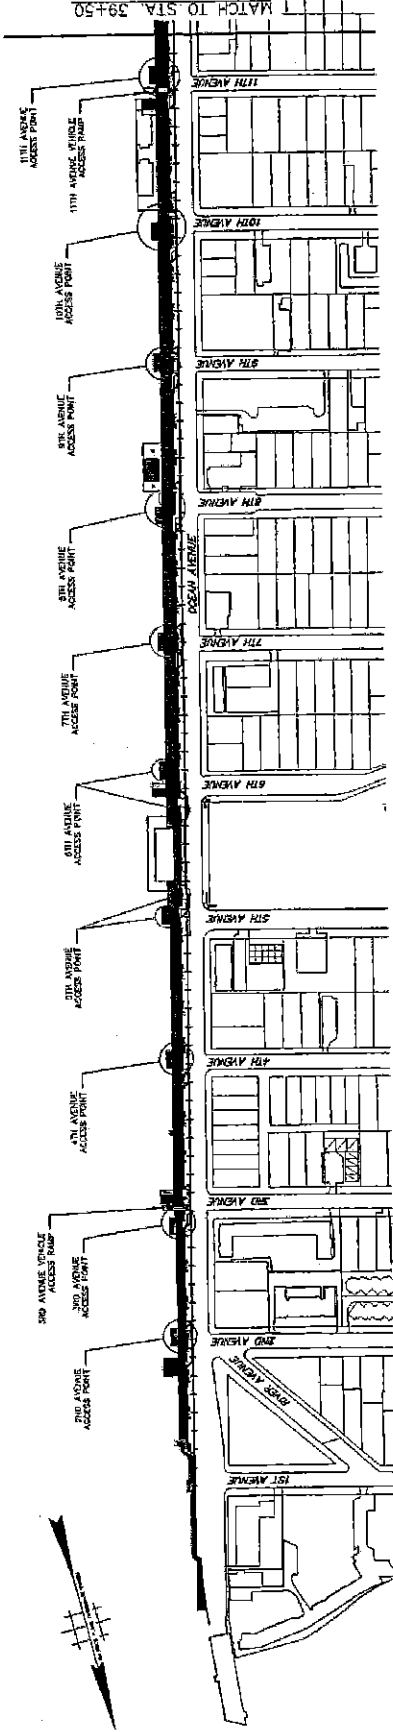 MATCH TO STA. 39+50
11TH AVENUE
ACCESS POINT
11TH AVENUE VEHICLE
ACCESS RAMP
11TH AVENUE
10TH AVENUE
ACCESS POINT
10TH AVENUE
9TH AVENUE
ACCESS POINT
9TH AVENUE
8TH AVENUE
ACCESS POINT
8TH AVENUE
OCEAN AVENUE
7TH AVENUE
ACCESS POINT
7TH AVENUE
6TH AVENUE
ACCESS POINT
6TH AVENUE
5TH AVENUE
ACCESS POINT
5TH AVENUE
4TH AVENUE
ACCESS POINT
4TH AVENUE
3RD AVENUE VEHICLE
ACCESS RAMP
3RD AVENUE
ACCESS POINT
3RD AVENUE
2ND AVENUE
ACCESS POINT
2ND AVENUE
RIVER AVENUE
1ST AVENUE